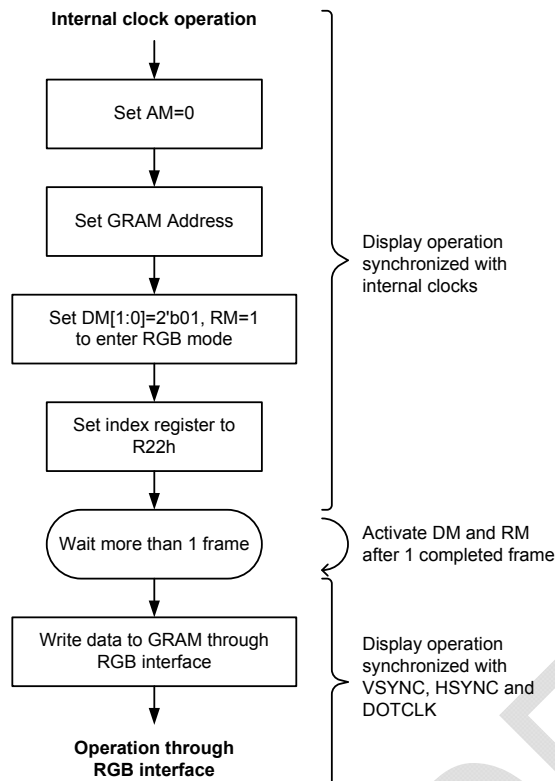 Internal clock operation
Set AM=0
Set GRAM Address
Display operation
synchronized with
internal clocks
Set DM[1:0]=2'b01, RM=1
to enter RGB mode
Set index register to
R22h
Wait more than 1 frame
Activate DM and RM
after 1 completed frame
Write data to GRAM through
RGB interface
Display operation
synchronized with
VSYNC, HSYNC and
DOTCLK
Operation through
RGB interface